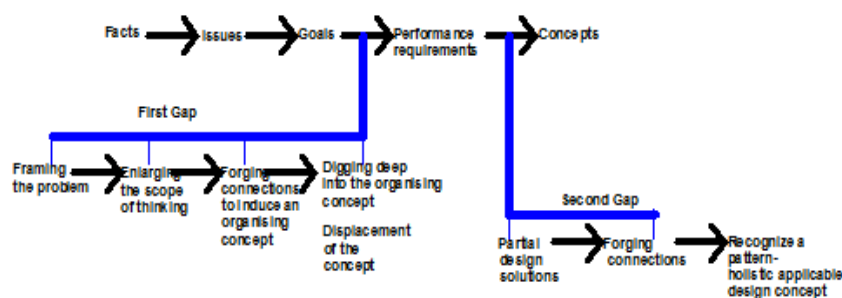 Facts
Issues
Goals
Performance
requirements
Concepts
First Gap
Framing
the problem
Enlarging
the scope
of thinking
Forging
connections
to induce an
organising
concept
Digging deep
into the organising
concept
Displacement
of the
concept
Second Gap
Partial
design
solutions
Forging
connections
Recognize a
pattern-
holistic applicable
design concept